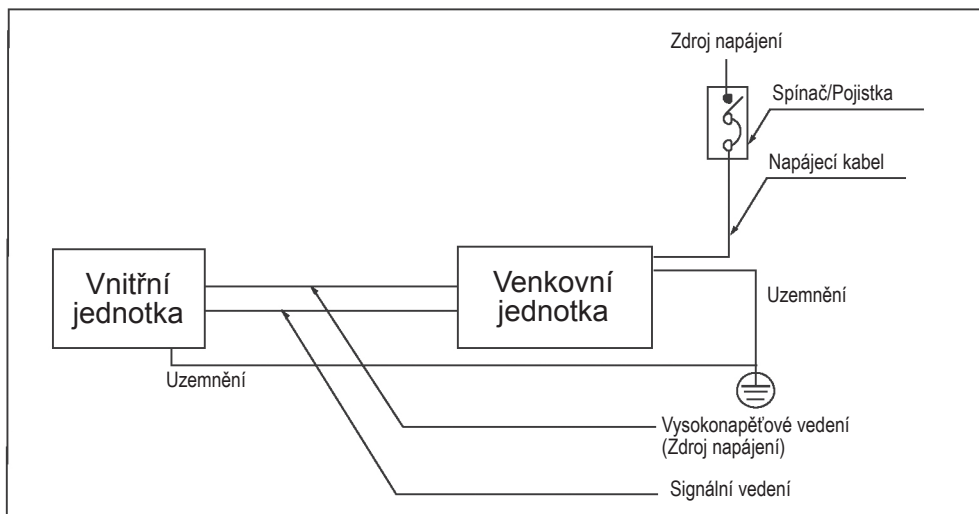 Zdroj napájení
Spínač/Pojistka
Napájecí kabel
Vnitřní
jednotka
Venkovní
jednotka
Uzemnění
Uzemnění
Vysokonapěťové vedení
(Zdroj napájení)
Signální vedení